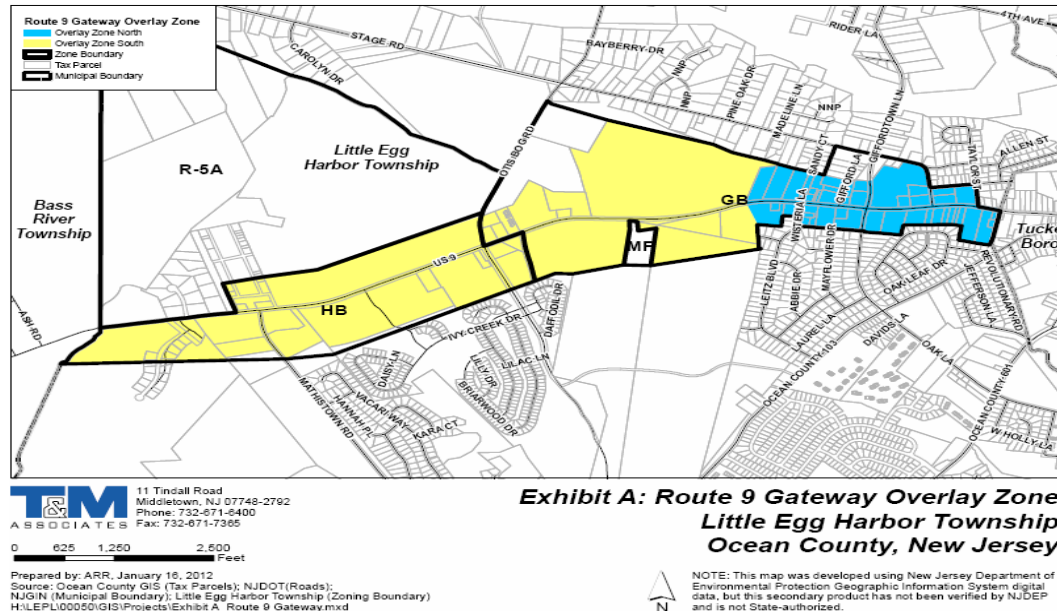 Route 9 Gateway Overlay Zone
Overlay Zone North
Overlay Zone South
Zone Boundary
Tax Parcel
Municipal Boundary
4TH AVE
RIDER LA
STAGE RD
BAYBERRY DR
CAROLYN DR
NNP
NNP
PINE OAK DR
MADELINE LN
NNP
SANDY CT
GIFFORDTOWN LN
GIFFORD LA
TAYLOR ST
ALLEN ST
Little Egg
Harbor Township
OTIS BOG RD
R-5A
Bass
River
Township
GB
WISTERIA LA
MF
US 9
HB
Tucke
Boro
LEITZ BLVD
ABBIE DR
MAYFLOWER DR
OAK LEAF DR
REVOLUTIONARY RD
JEFFERSON LA
LAUREL LA
DAVIDS LA
OAK LA
OCEAN COUNTY 103
OCEAN COUNTY 601
W HOLLY LA
ASH RD
IVY CREEK DR
DAFFODIL DR
LILAC LN
LILLY DR
BRIARWOOD DR
DAISY LN
VACARI WAY
HANNAH PL
KARA CT
MATHISTOWN RD
T&M
ASSOCIATES
11 Tindall Road
Middletown, NJ 07748-2792
Phone: 732-671-6400
Fax: 732-671-7365
0 625 1,250 2,500
Feet
Prepared by: ARR, January 16, 2012
Source: Ocean County GIS (Tax Parcels); NJDOT(Roads);
NJGIN (Municipal Boundary); Little Egg Harbor Township (Zoning Boundary)
H:\LEPL\00050\GIS\Projects\Exhibit A Route 9 Gateway.mxd
Exhibit A: Route 9 Gateway Overlay Zone
Little Egg Harbor Township
Ocean County, New Jersey
N
NOTE: This map was developed using New Jersey Department of
Environmental Protection Geographic Information System digital
data, but this secondary product has not been verified by NJDEP
and is not State-authorized.